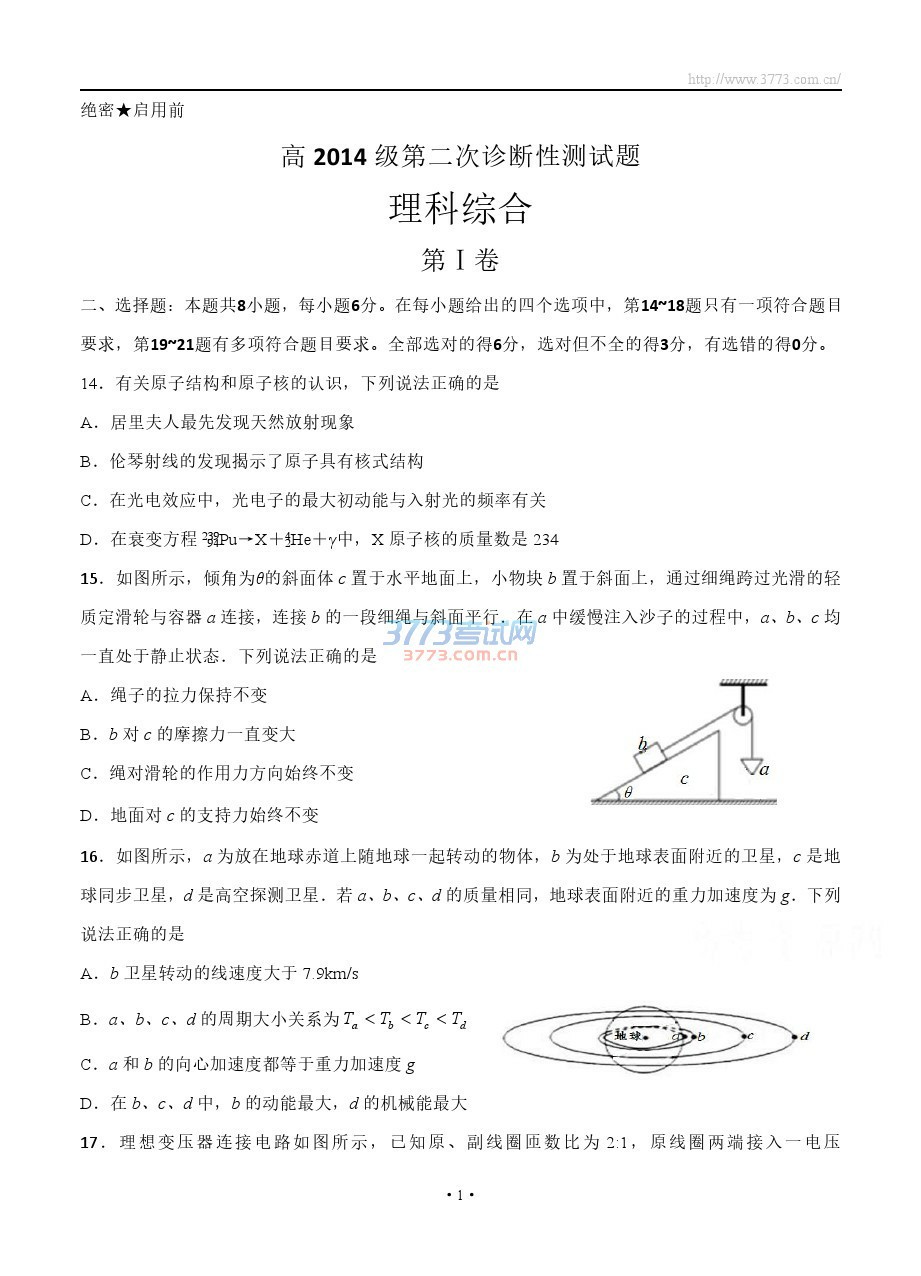 http://www.3773.com.cn/
绝密★启用前
高 2014 级第二次诊断性测试题
理科综合
第Ⅰ卷
二、选择题：本题共8小题，每小题6分。在每小题给出的四个选项中，第14~18题只有一项符合题目
要求，第19~21题有多项符合题目要求。全部选对的得6分，选对但不全的得3分，有选错的得0分。
14．有关原子结构和原子核的认识，下列说法正确的是
A．居里夫人最先发现天然放射现象
B．伦琴射线的发现揭示了原子具有核式结构
C．在光电效应中，光电子的最大初动能与入射光的频率有关
D．在衰变方程Pu→X＋⁴₂He＋γ中，X 原子核的质量数是 234
15．如图所示，倾角为θ的斜面体 c 置于水平地面上，小物块 b 置于斜面上，通过细绳跨过光滑的轻
质定滑轮与容器 a 连接，连接 b 的一段细绳与斜面平行．在 a 中缓慢注入沙子的过程中，a、b、c 均
一直处于静止状态．下列说法正确的是
3773考试网
3773.com.cn
A．绳子的拉力保持不变
B．b 对 c 的摩擦力一直变大
C．绳对滑轮的作用力方向始终不变
D．地面对 c 的支持力始终不变
b
a
c
θ
16．如图所示，a 为放在地球赤道上随地球一起转动的物体，b 为处于地球表面附近的卫星，c 是地
球同步卫星，d 是高空探测卫星．若 a、b、c、d 的质量相同，地球表面附近的重力加速度为 g．下列
说法正确的是
A．b 卫星转动的线速度大于 7.9km/s
B．a、b、c、d 的周期大小关系为 Ta < Tb < Tc < Td
C．a 和 b 的向心加速度都等于重力加速度 g
D．在 b、c、d 中，b 的动能最大，d 的机械能最大
地球 a b c d
17．理想变压器连接电路如图所示，已知原、副线圈匝数比为 2:1，原线圈两端接入一电压
· 1 ·